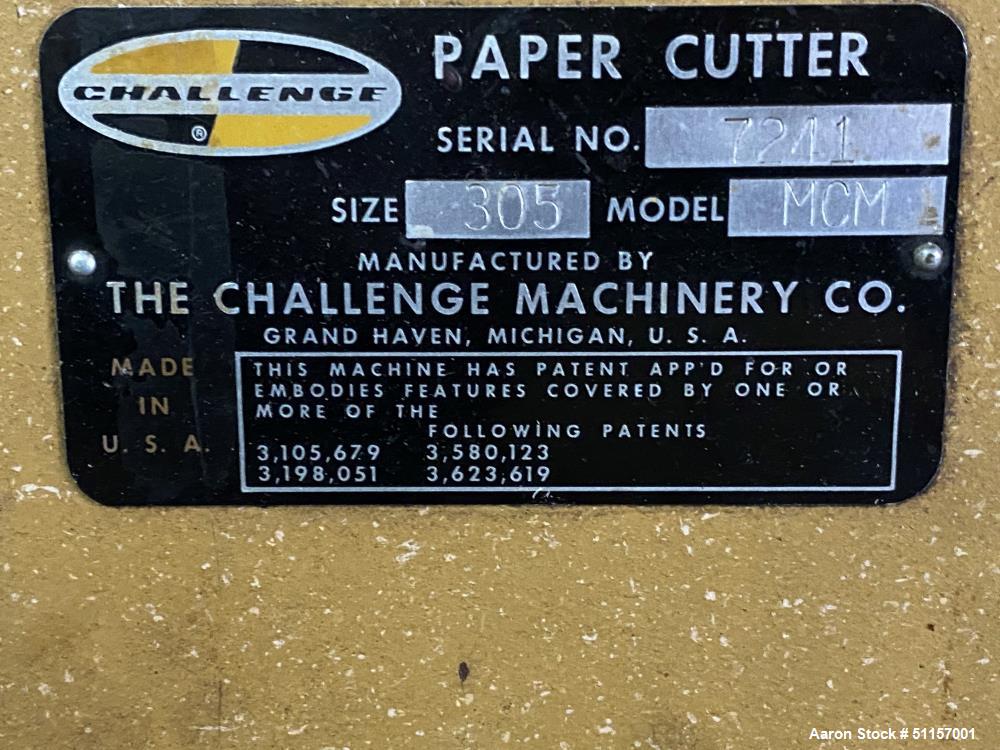 CHALLENGE
®
PAPER CUTTER
SERIAL NO. 7241
SIZE 305 MODEL MCM
MANUFACTURED BY
THE CHALLENGE MACHINERY CO.
GRAND HAVEN, MICHIGAN, U. S. A.
MADE
IN
U. S. A.
THIS MACHINE HAS PATENT APP'D FOR OR
EMBODIES FEATURES COVERED BY ONE OR
MORE OF THE
FOLLOWING PATENTS
3,105,679 3,580,123
3,198,051 3,623,619
Aaron Stock # 51157001